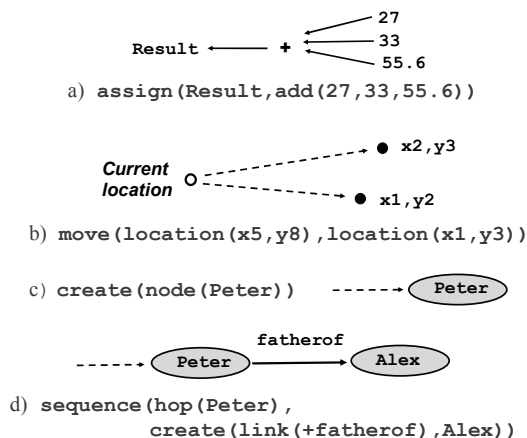 27
Result + 33
55.6
a) assign(Result,add(27,33,55.6))
x2,y3
Current
location
x1,y2
b) move(location(x5,y8),location(x1,y3))
c) create(node(Peter)) Peter
fatherof
Peter Alex
d) sequence(hop(Peter),
create(link(+fatherof),Alex))